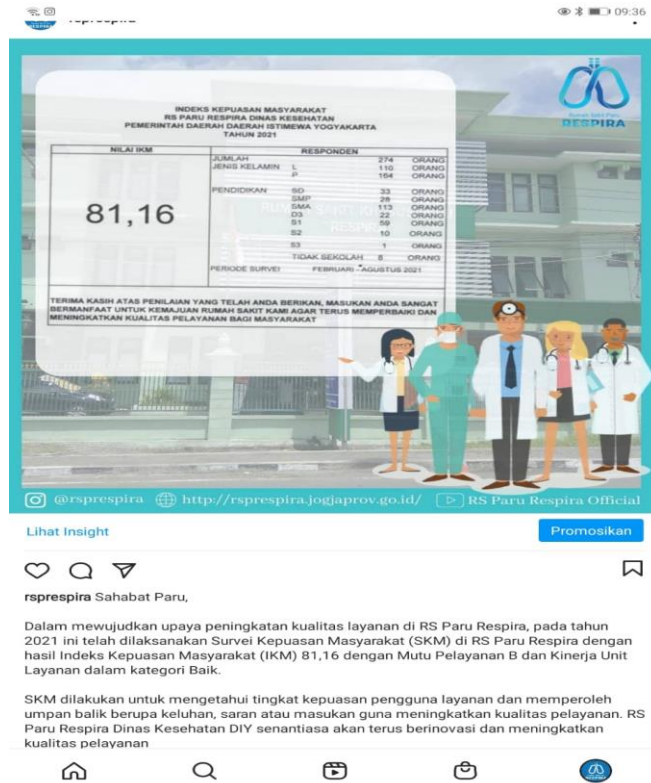 09:36
rsprespira
Rumah Sakit Paru
RESPIRA
INDEKS KEPUASAN MASYARAKAT
RS PARU RESPIRA DINAS KESEHATAN
PEMERINTAH DAERAH DAERAH ISTIMEWA YOGYAKARTA
TAHUN 2021
NILAI IKM
RESPONDEN
81,16
JUMLAH 274 ORANG
JENIS KELAMIN L 110 ORANG
P 164 ORANG
PENDIDIKAN SD 33 ORANG
SMP 28 ORANG
SMA 113 ORANG
D3 22 ORANG
S1 59 ORANG
S2 10 ORANG
S3 1 ORANG
TIDAK SEKOLAH 8 ORANG
PERIODE SURVEI FEBRUARI - AGUSTUS 2021
TERIMA KASIH ATAS PENILAIAN YANG TELAH ANDA BERIKAN, MASUKAN ANDA SANGAT
BERMANFAAT UNTUK KEMAJUAN RUMAH SAKIT KAMI AGAR TERUS MEMPERBAIKI DAN
MENINGKATKAN KUALITAS PELAYANAN BAGI MASYARAKAT
@rsprespira http://rsprespira.jogjaprov.go.id/ RS Paru Respira Official
Lihat Insight
Promosikan
rsprespira Sahabat Paru,
Dalam mewujudkan upaya peningkatan kualitas layanan di RS Paru Respira, pada tahun
2021 ini telah dilaksanakan Survei Kepuasan Masyarakat (SKM) di RS Paru Respira dengan
hasil Indeks Kepuasan Masyarakat (IKM) 81,16 dengan Mutu Pelayanan B dan Kinerja Unit
Layanan dalam kategori Baik.
SKM dilakukan untuk mengetahui tingkat kepuasan pengguna layanan dan memperoleh
umpan balik berupa keluhan, saran atau masukan guna meningkatkan kualitas pelayanan. RS
Paru Respira Dinas Kesehatan DIY senantiasa akan terus berinovasi dan meningkatkan
kualitas pelayanan